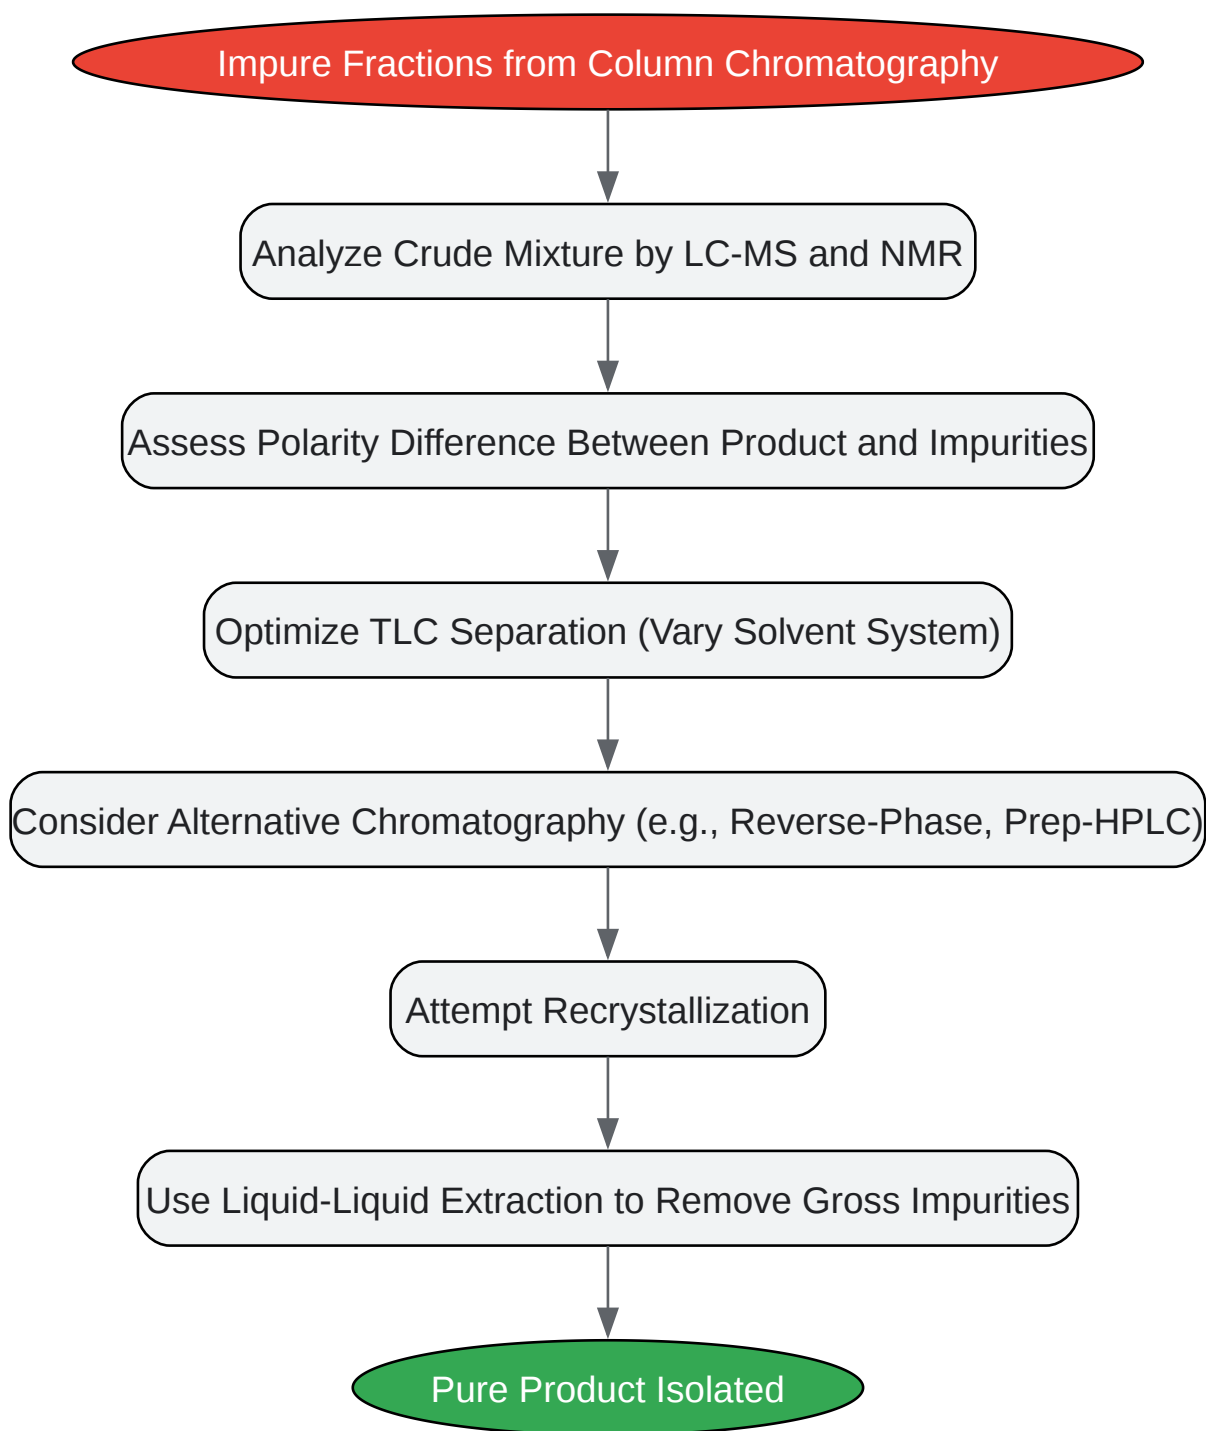 Impure Fractions from Column Chromatography
Analyze Crude Mixture by LC-MS and NMR
Assess Polarity Difference Between Product and Impurities
Optimize TLC Separation (Vary Solvent System)
Consider Alternative Chromatography (e.g., Reverse-Phase, Prep-HPLC)
Attempt Recrystallization
Use Liquid-Liquid Extraction to Remove Gross Impurities
Pure Product Isolated